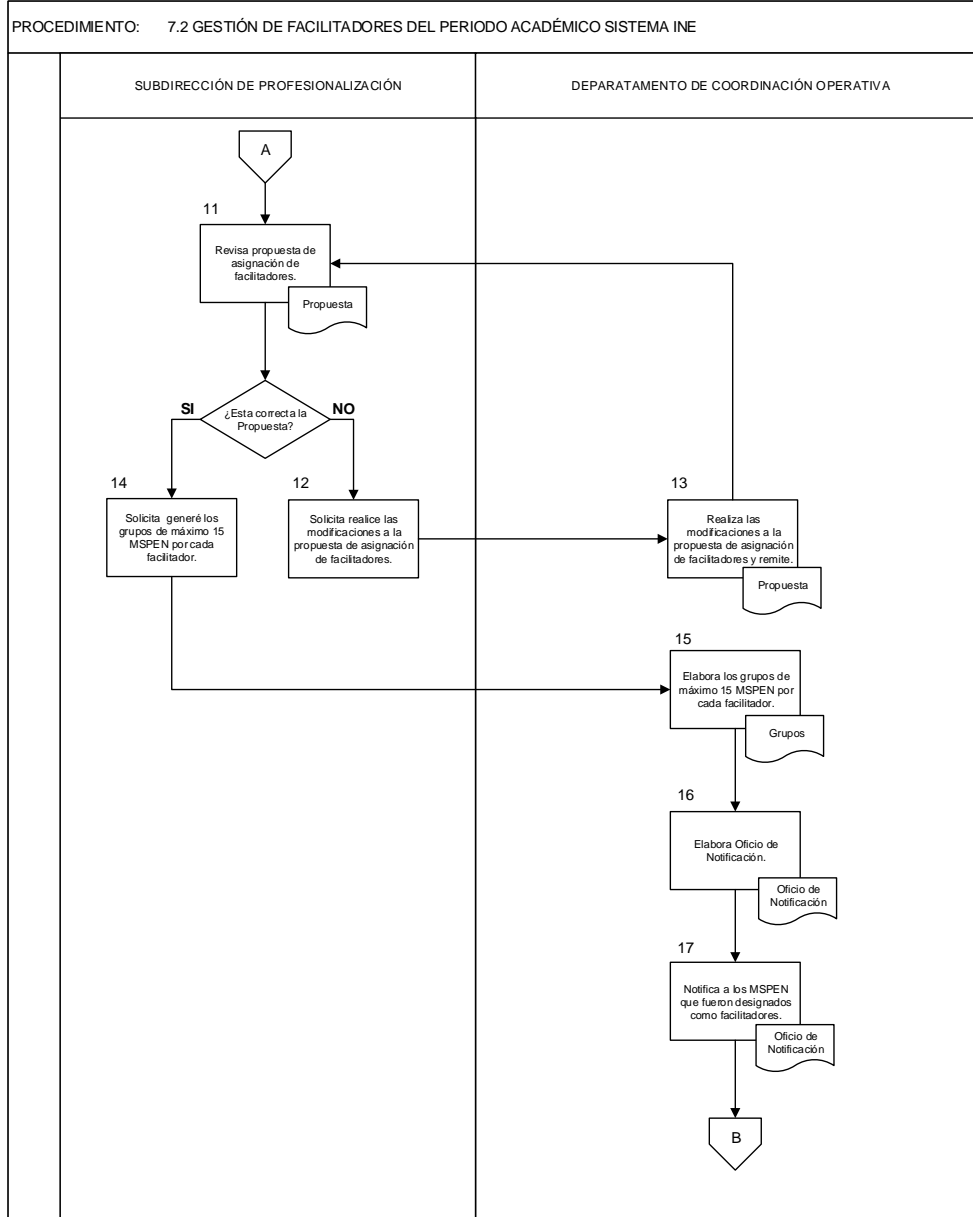 PROCEDIMIENTO: 7.2 GESTIÓN DE FACILITADORES DEL PERIODO ACADÉMICO SISTEMA INE
SUBDIRECCIÓN DE PROFESIONALIZACIÓN
DEPARATAMENTO DE COORDINACIÓN OPERATIVA
A
11
Revisa propuesta de
asignación de
facilitadores.
Propuesta
¿Esta correcta la
Propuesta?
SI
NO
14
Solicita generé los
grupos de máximo 15
MSPEN por cada
facilitador.
12
Solicita realice las
modificaciones a la
propuesta de asignación
de facilitadores.
13
Realiza las
modificaciones a la
propuesta de asignación
de facilitadores y remite.
Propuesta
15
Elabora los grupos de
máximo 15 MSPEN por
cada facilitador.
Grupos
16
Elabora Oficio de
Notificación.
Oficio de
Notificación
17
Notifica a los MSPEN
que fueron designados
como facilitadores.
Oficio de
Notificación
B